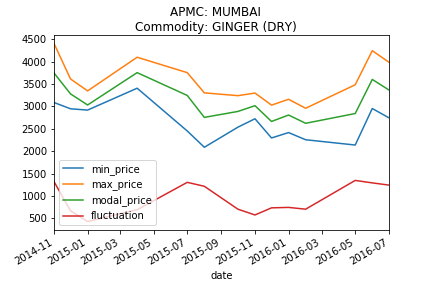 APMC: MUMBAI
Commodity: GINGER (DRY)
4500
4000
3500
3000
2500
2000
1500
1000
500
min_price
max_price
modal_price
fluctuation
2014-11
2015-01
2015-03
2015-05
2015-07
2015-09
2015-11
2016-01
2016-03
2016-05
2016-07
date